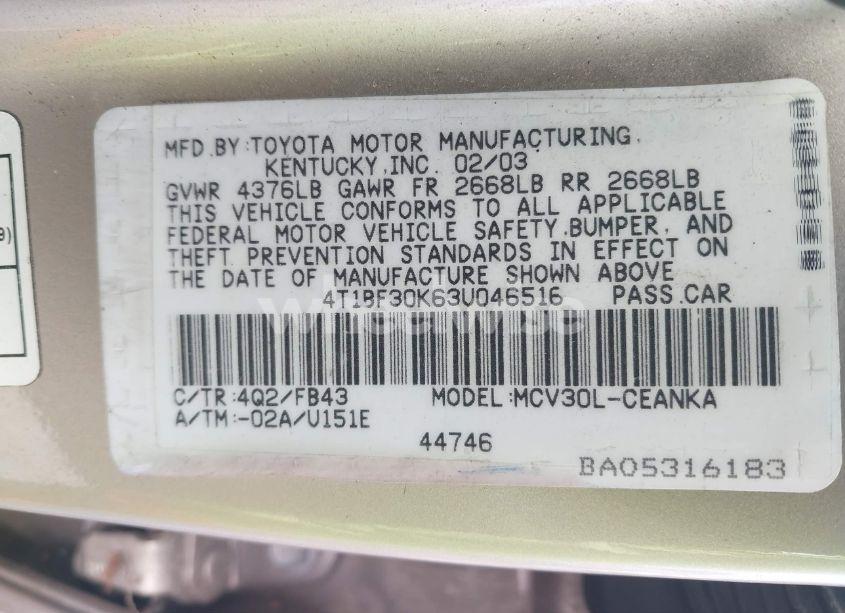 MFD.BY:TOYOTA MOTOR MANUFACTURING,
KENTUCKY,INC. 02/03
GVWR 4376LB GAWR FR 2668LB RR 2668LB
THIS VEHICLE CONFORMS TO ALL APPLICABLE
FEDERAL MOTOR VEHICLE SAFETY,BUMPER, AND
THEFT PREVENTION STANDARDS IN EFFECT ON
THE DATE OF MANUFACTURE SHOWN ABOVE
4T1BF30K63U046516 PASS.CAR
wheelwise
C/TR:4Q2/FB43 MODEL:MCV30L-CEANKA
A/TM:-02A/U151E
44746
BA05316183
9)